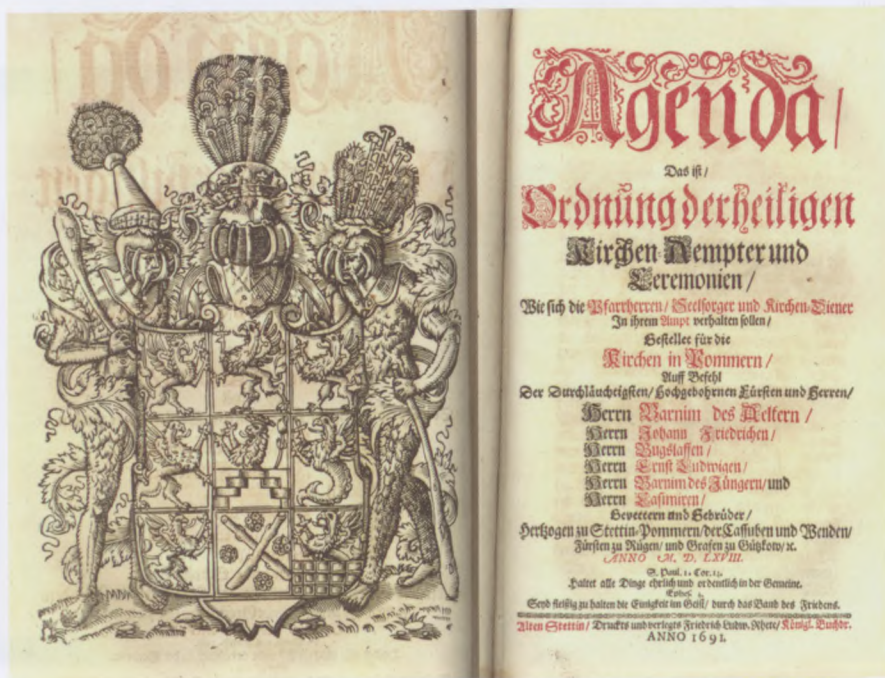 Agenda/
Das ist/
Ordnung der heiligen
Kirchen-Aempter und
Ceremonien/
Wie sich die Pfarrherren/ Seelsorger und Kirchen-Diener
In ihrem Ampt verhalten sollen/
Gestellet für die
Kirchen in Pommern/
Auff Befehl
Der Durchläuchtigsten/ Hochgebohrnen Fürsten und Herren/
Herrn Barnim des Aeltern/
Herrn Johann Friedrichen/
Herrn Bugslaffen/
Herrn Ernst Ludwigen/
Herrn Barnim des Jüngern/ und
Herrn Casimiren/
Gevettern und Gebrüder/
Hertzogen zu Stettin-Pommern/ der Cassuben und Wenden/
Fürsten zu Rügen/ und Grafen zu Gützkow/ ꝛc.
ANNO M. D. LXVIII.
S. Paul. 1. Cor.
Haltet alle Dinge ehrlich und ordentlich in der Gemeine.
Ephes.
Seyd fleißig zu halten die Einigkeit im Geist/ durch das Band des Friedens.
Alten Stettin/ Druckts und verlegts Friedrich Ludw. Rhete/ Königl. Buchdr.
ANNO 1691.